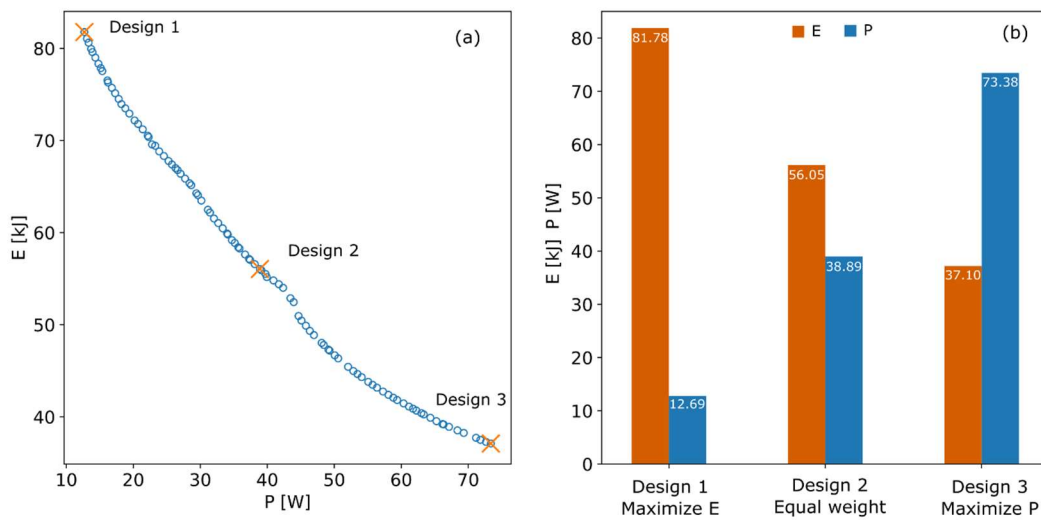 (a)
Design 1
Design 2
Design 3
E [kJ]
80
70
60
50
40
10 20 30 40 50 60 70
P [W]
(b)
E P
E [kJ] P [W]
80
70
60
50
40
30
20
10
0
81.78
12.69
56.05
38.89
37.10
73.38
Design 1 Design 2 Design 3
Maximize E Equal weight Maximize P